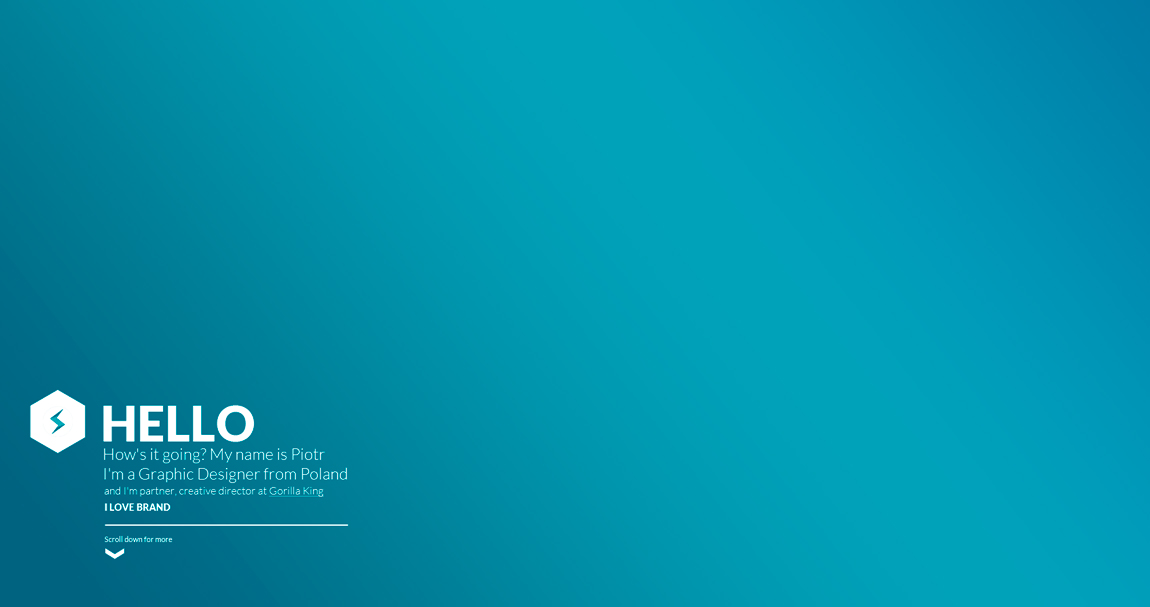 HELLO
How's it going? My name is Piotr
I'm a Graphic Designer from Poland
and I'm partner, creative director at Gorilla King
I LOVE BRAND
Scroll down for more